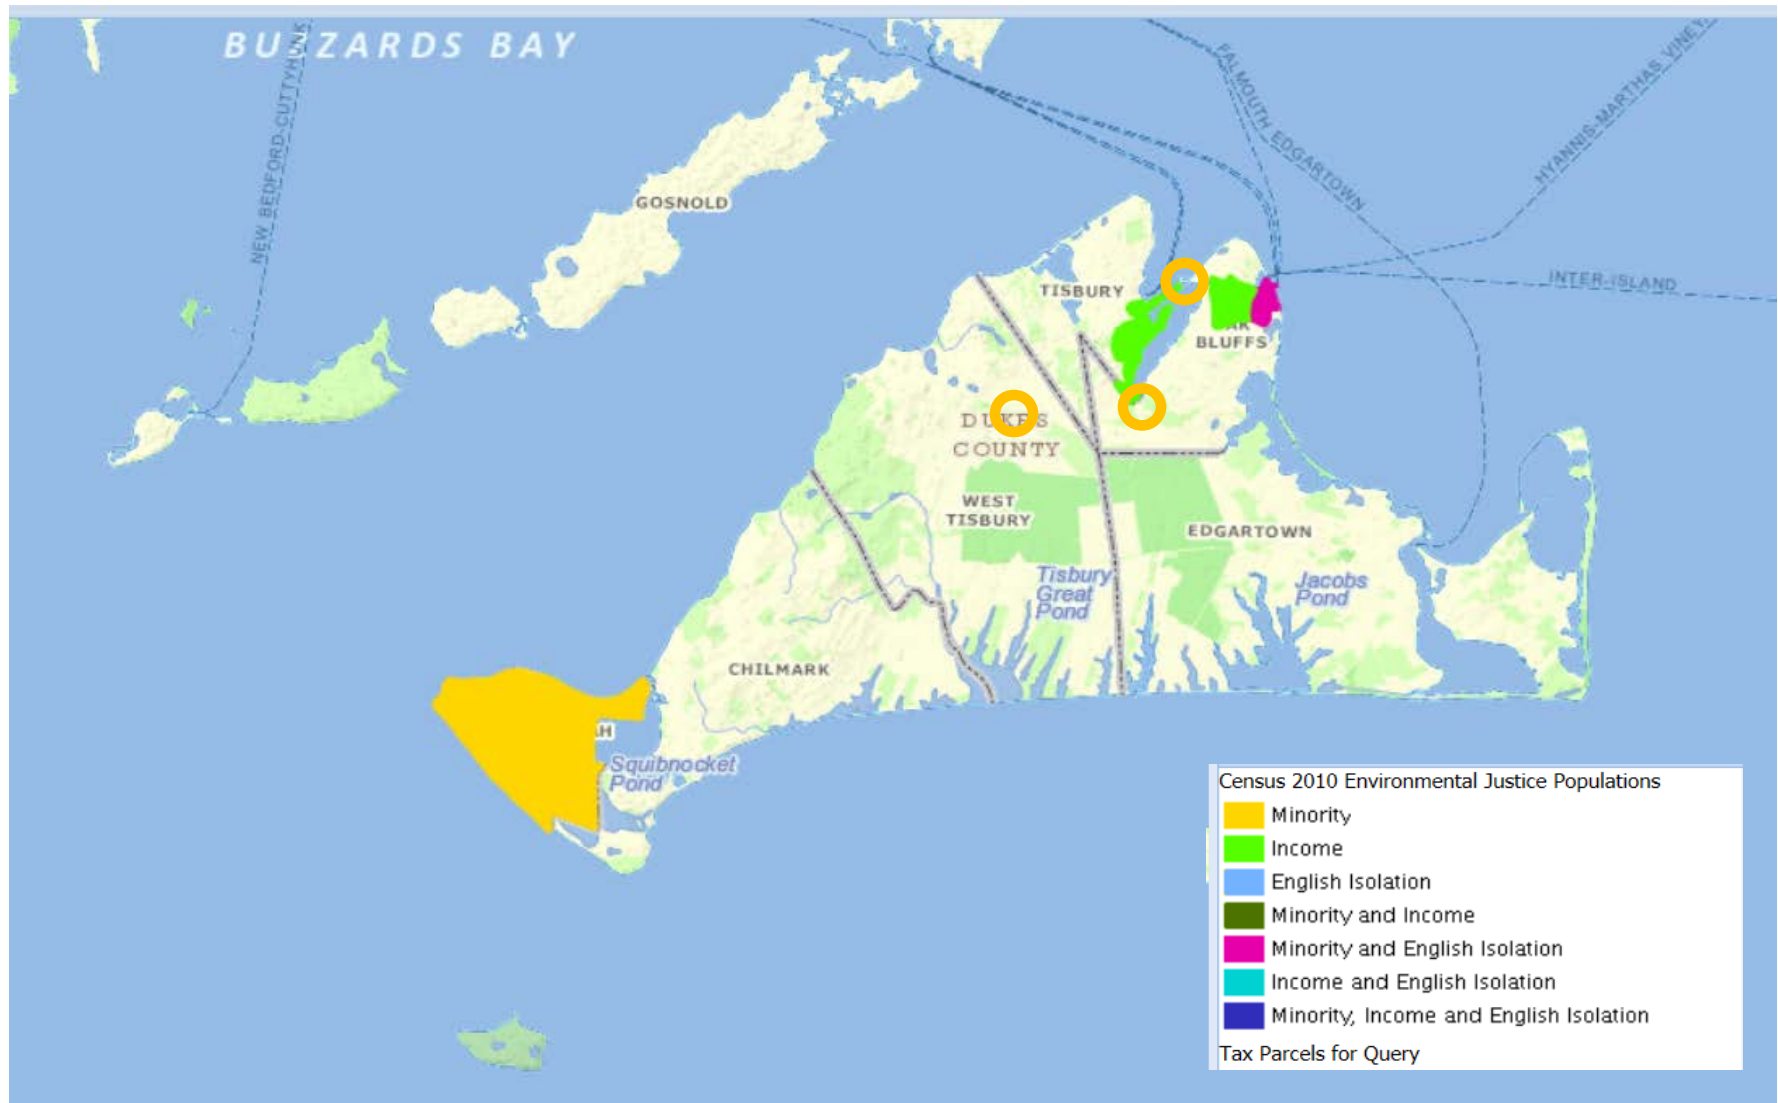 BUZZARDS BAY
NEW BEDFORD-CUTTYHUNK
FALMOUTH EDGARTOWN
HYANNIS-MARTHAS VINEY
GOSNOLD
INTER-ISLAND
TISBURY
BLUFFS
DUKES
COUNTY
WEST
TISBURY
EDGARTOWN
Tisbury
Great
Pond
Jacobs
Pond
CHILMARK
AH
Squibnocket
Pond
Census 2010 Environmental Justice Populations
Minority
Income
English Isolation
Minority and Income
Minority and English Isolation
Income and English Isolation
Minority, Income and English Isolation
Tax Parcels for Query